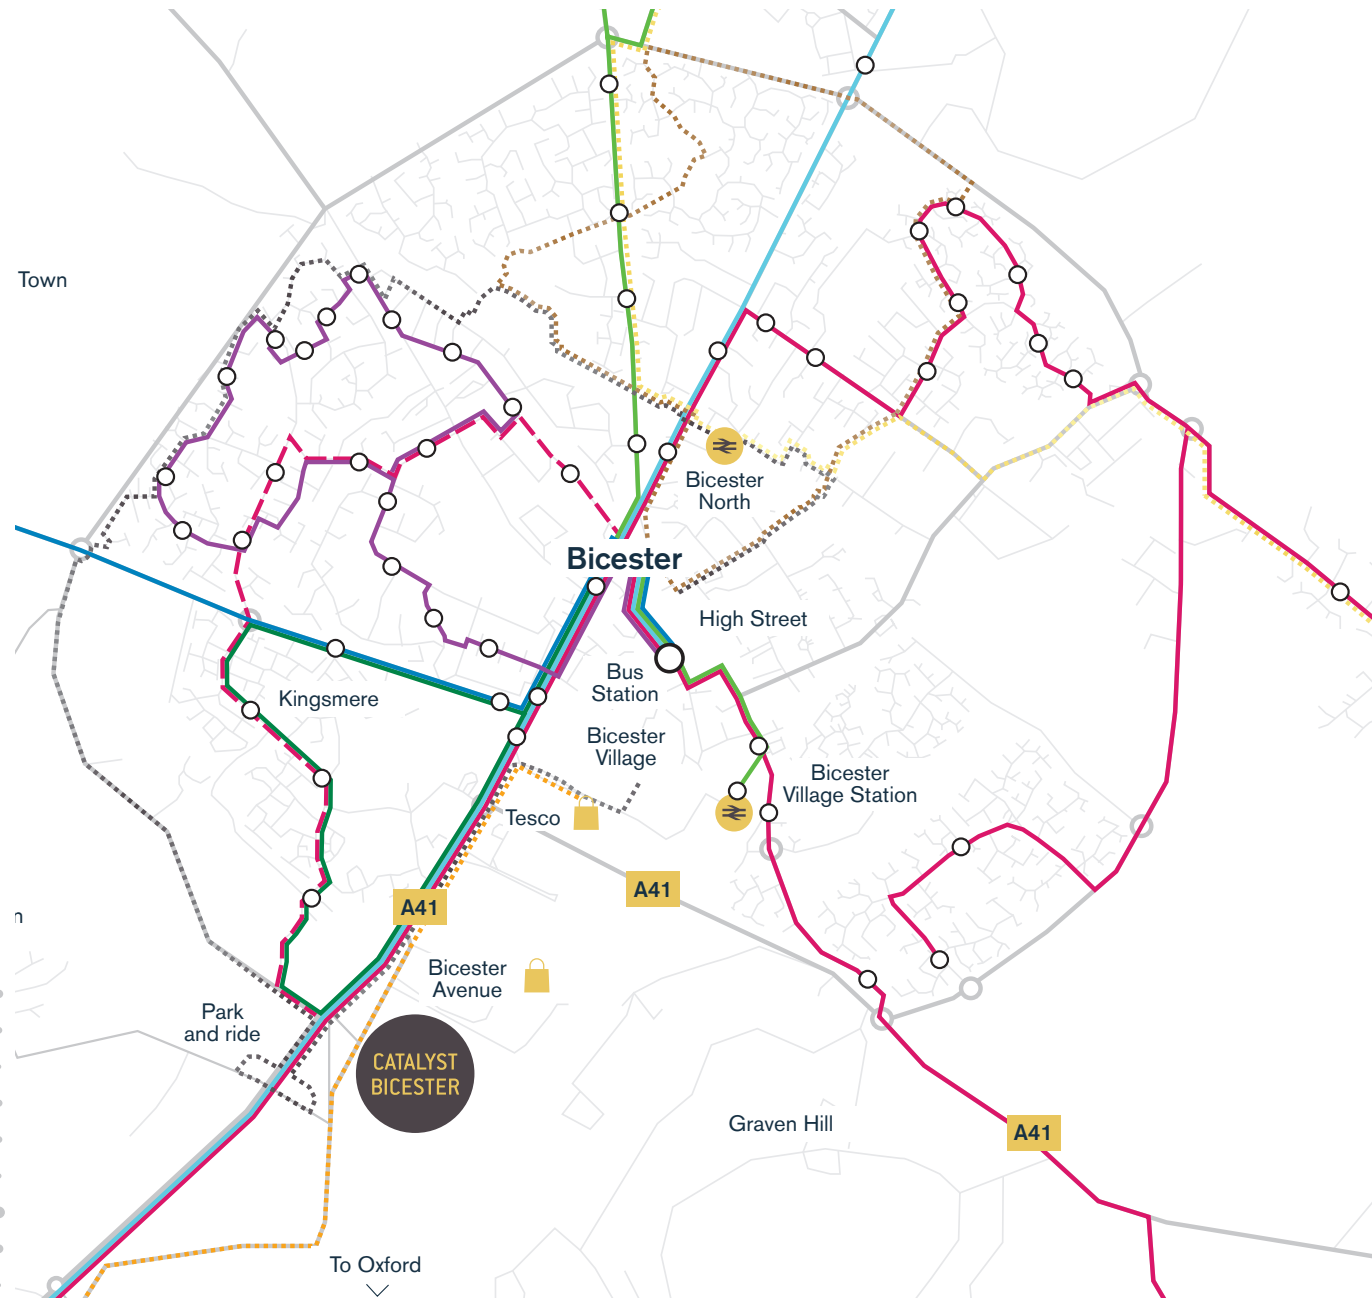 Town
Bicester
North
Bicester
High Street
Bus
Station
Kingsmere
Bicester
Village
Bicester
Village Station
Tesco
A41
A41
n
Bicester
Avenue
Park
and ride
CATALYST
BICESTER
Graven Hill
A41
To Oxford